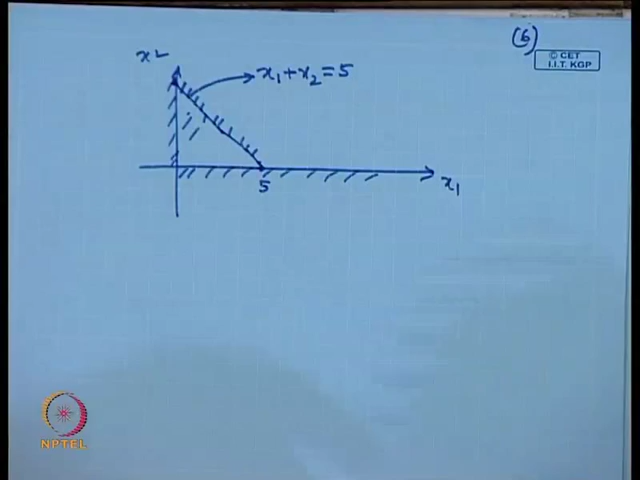 (6)
© CET
I.I.T. KGP
x2
x₁+x₂=5
5
x₁
NPTEL